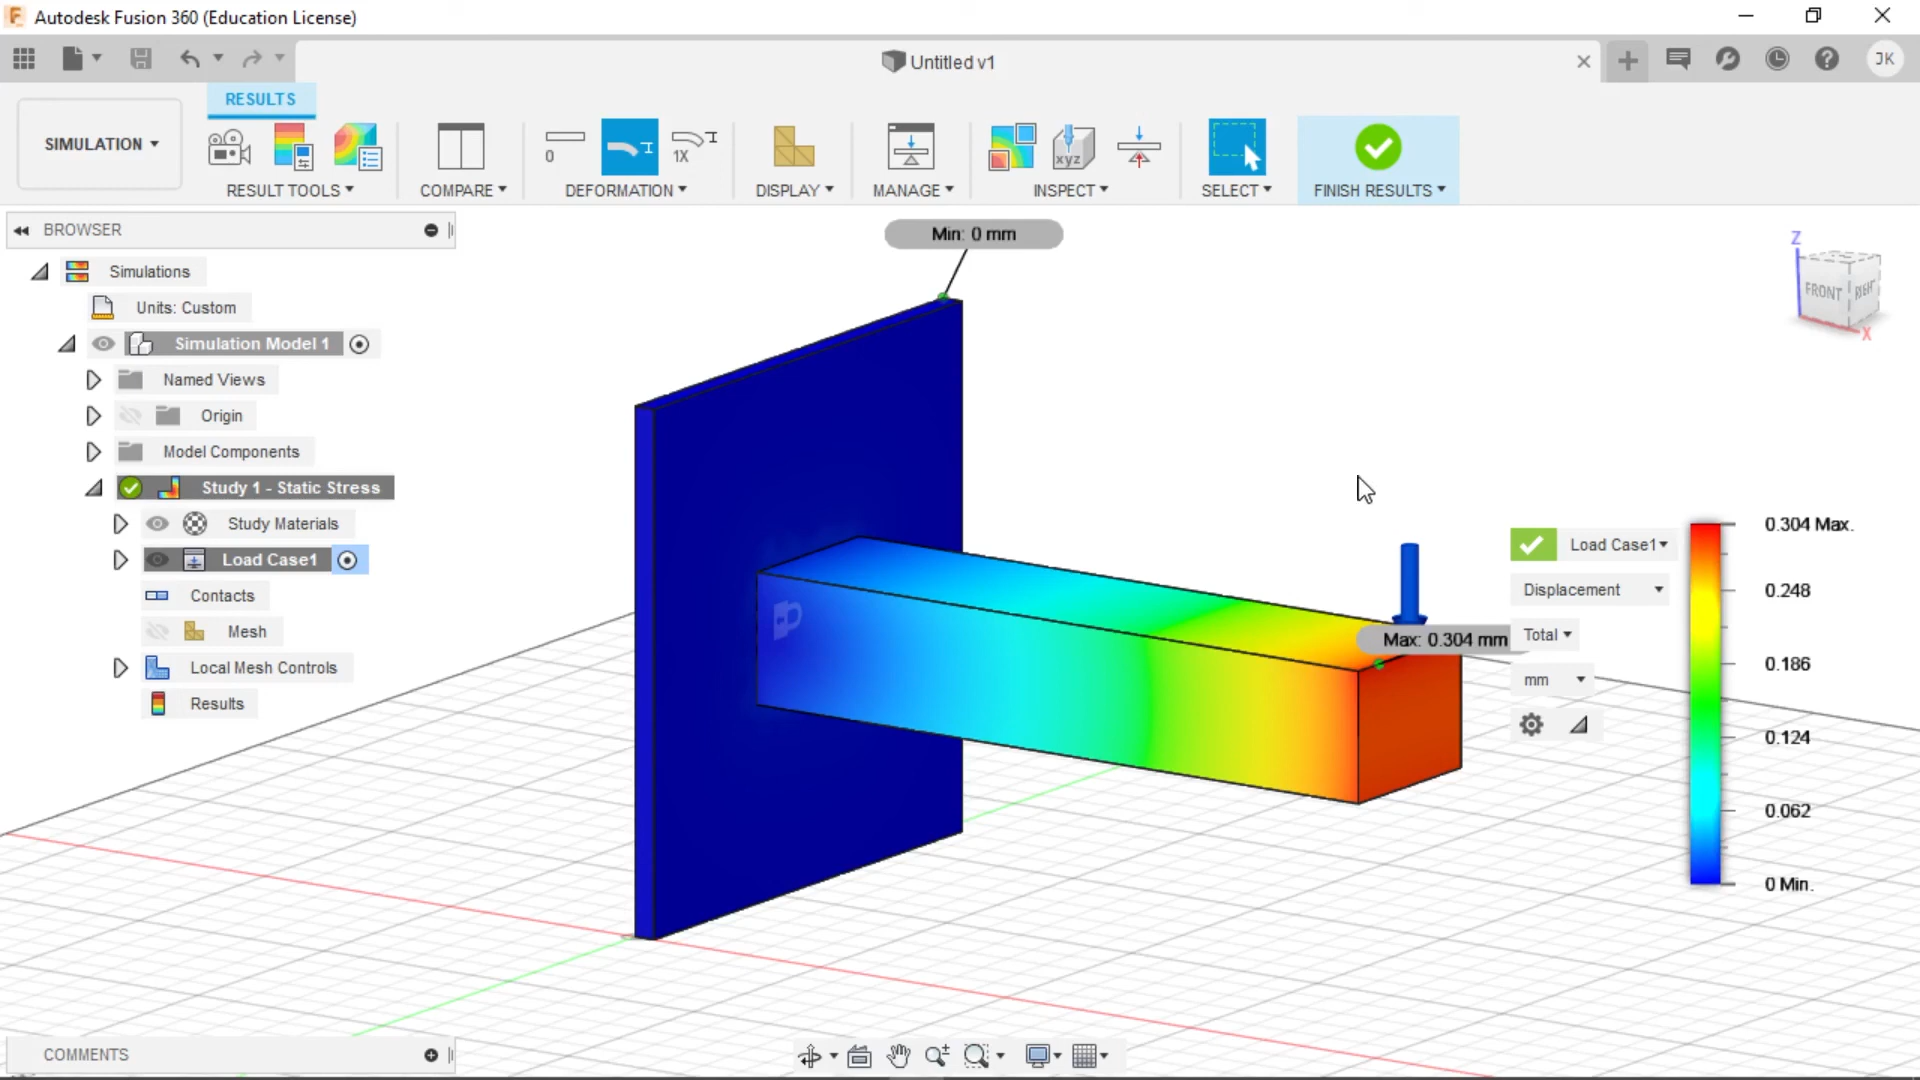 Autodesk Fusion 360 (Education License)
Untitled v1
JK
RESULTS
SIMULATION
0
1X
xyz
RESULT TOOLS
COMPARE
DEFORMATION
DISPLAY
MANAGE
INSPECT
SELECT
FINISH RESULTS
BROWSER
Simulations
Units: Custom
Simulation Model 1
Named Views
Origin
Model Components
Study 1 - Static Stress
Study Materials
Load Case1
Contacts
Mesh
Local Mesh Controls
Results
Min: 0 mm
Max: 0.304 mm
Z
FRONT
RIGHT
X
Load Case1
Displacement
Total
mm
0.304 Max.
0.248
0.186
0.124
0.062
0 Min.
COMMENTS